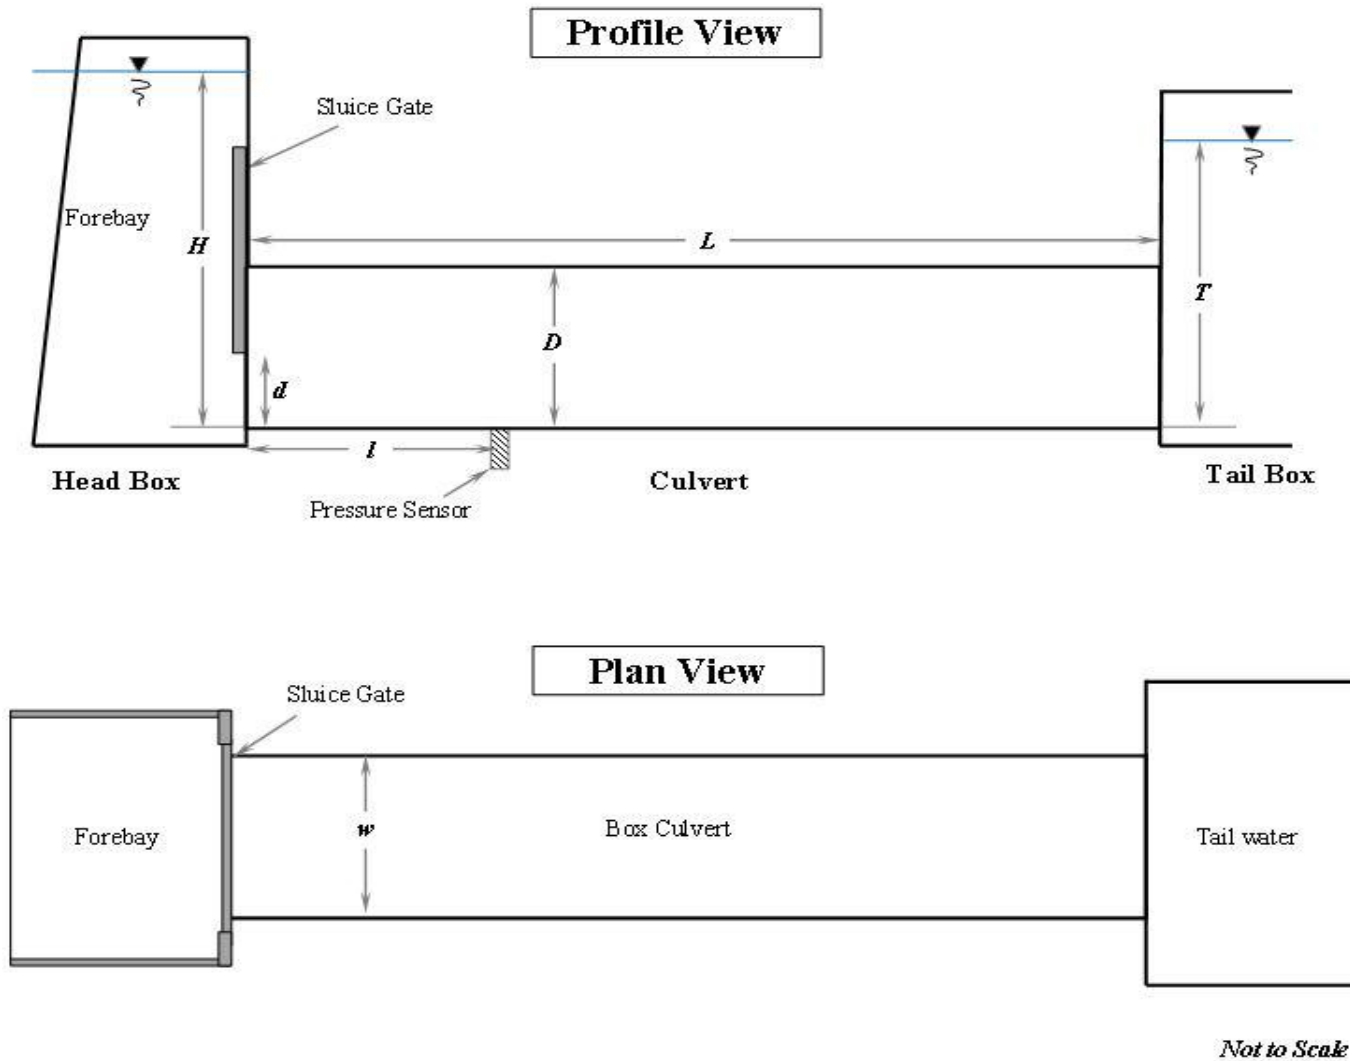 Profile View
Sluice Gate
Forebay
H
L
T
D
d
l
Head Box
Culvert
Tail Box
Pressure Sensor
Plan View
Sluice Gate
Forebay
w
Box Culvert
Tail water
Not to Scale